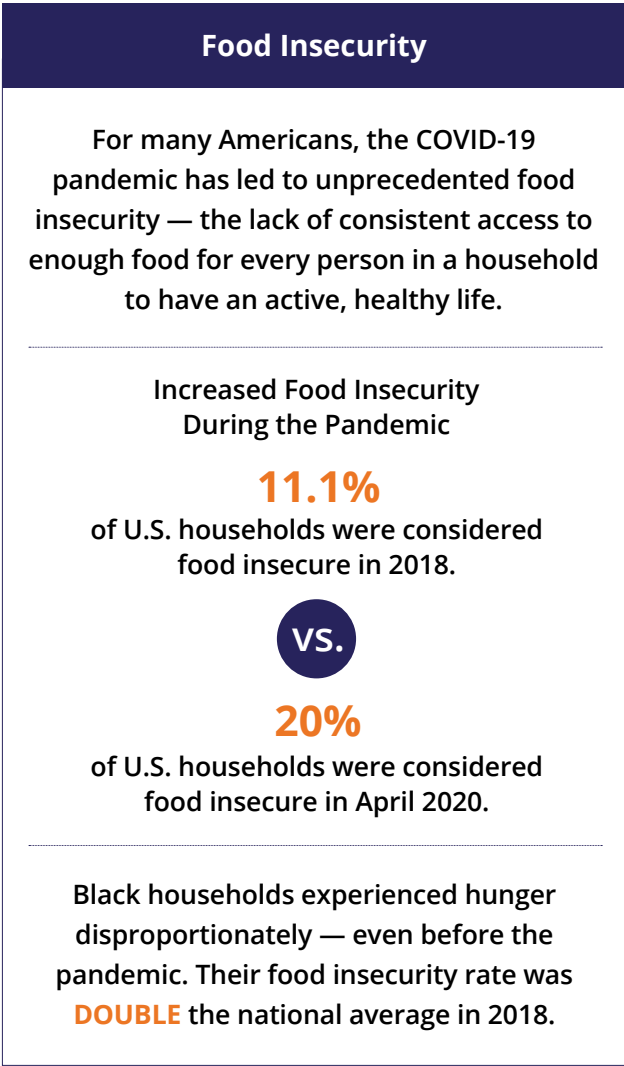 Food Insecurity
For many Americans, the COVID-19
pandemic has led to unprecedented food
insecurity — the lack of consistent access to
enough food for every person in a household
to have an active, healthy life.
Increased Food Insecurity
During the Pandemic
11.1%
of U.S. households were considered
food insecure in 2018.
VS.
20%
of U.S. households were considered
food insecure in April 2020.
Black households experienced hunger
disproportionately — even before the
pandemic. Their food insecurity rate was
DOUBLE the national average in 2018.